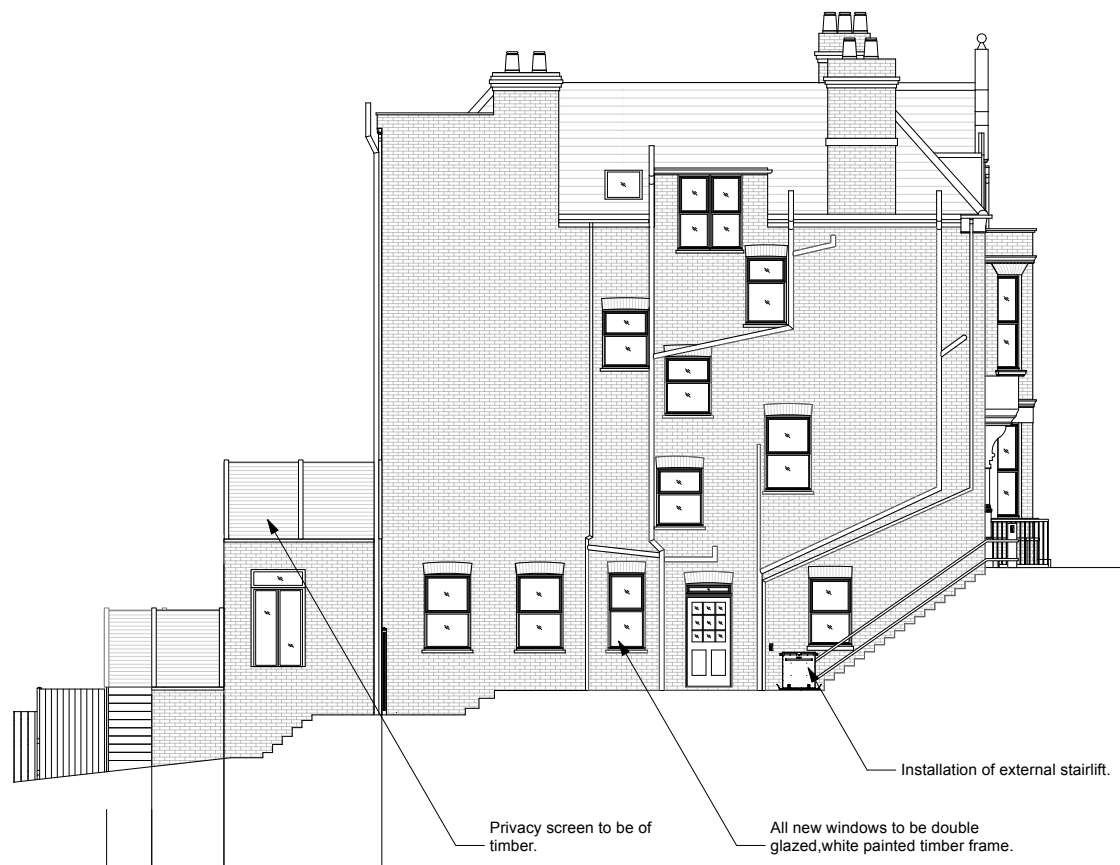 Installation of external stairlift.
Privacy screen to be of
timber.
All new windows to be double
glazed,white painted timber frame.